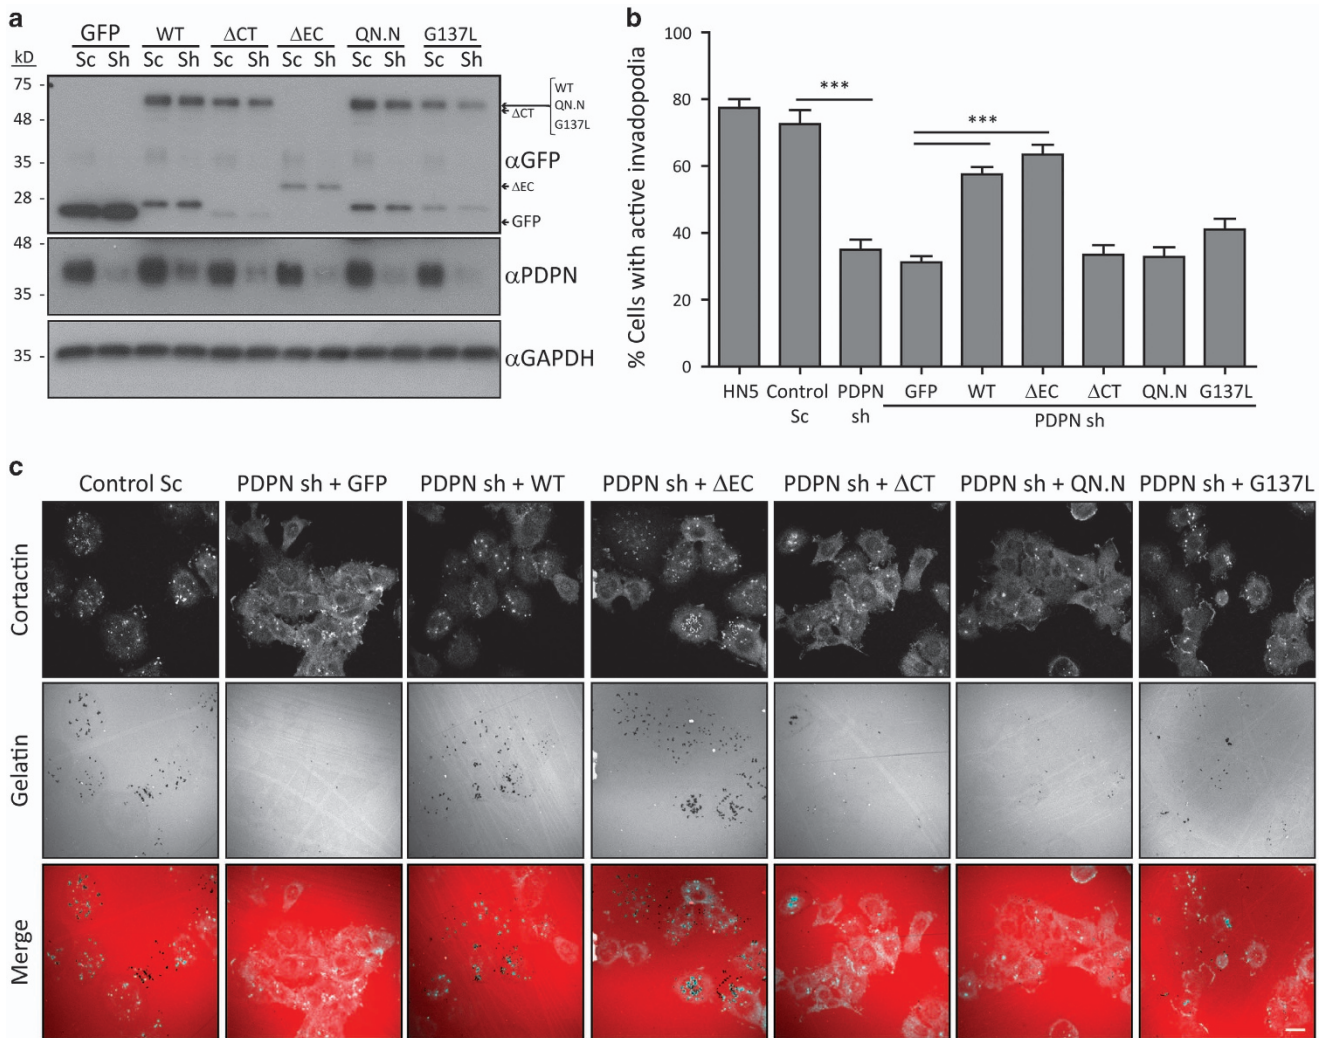 a
GFP WT ΔCT ΔEC QN.N G137L
kD Sc Sh Sc Sh Sc Sh Sc Sh Sc Sh Sc Sh
75 -
48 -
35 -
28 -
WT
QN.N
ΔCT
G137L
αGFP
ΔEC
GFP
48 -
35 -
αPDPN
35 -
αGAPDH
b
% Cells with active invadopodia
100
80
60
40
20
0
***
***
HN5 Control Sc PDPN sh GFP WT ΔEC ΔCT QN.N G137L
PDPN sh
c
Control Sc PDPN sh + GFP PDPN sh + WT PDPN sh + ΔEC PDPN sh + ΔCT PDPN sh + QN.N PDPN sh + G137L
Cortactin
Gelatin
Merge